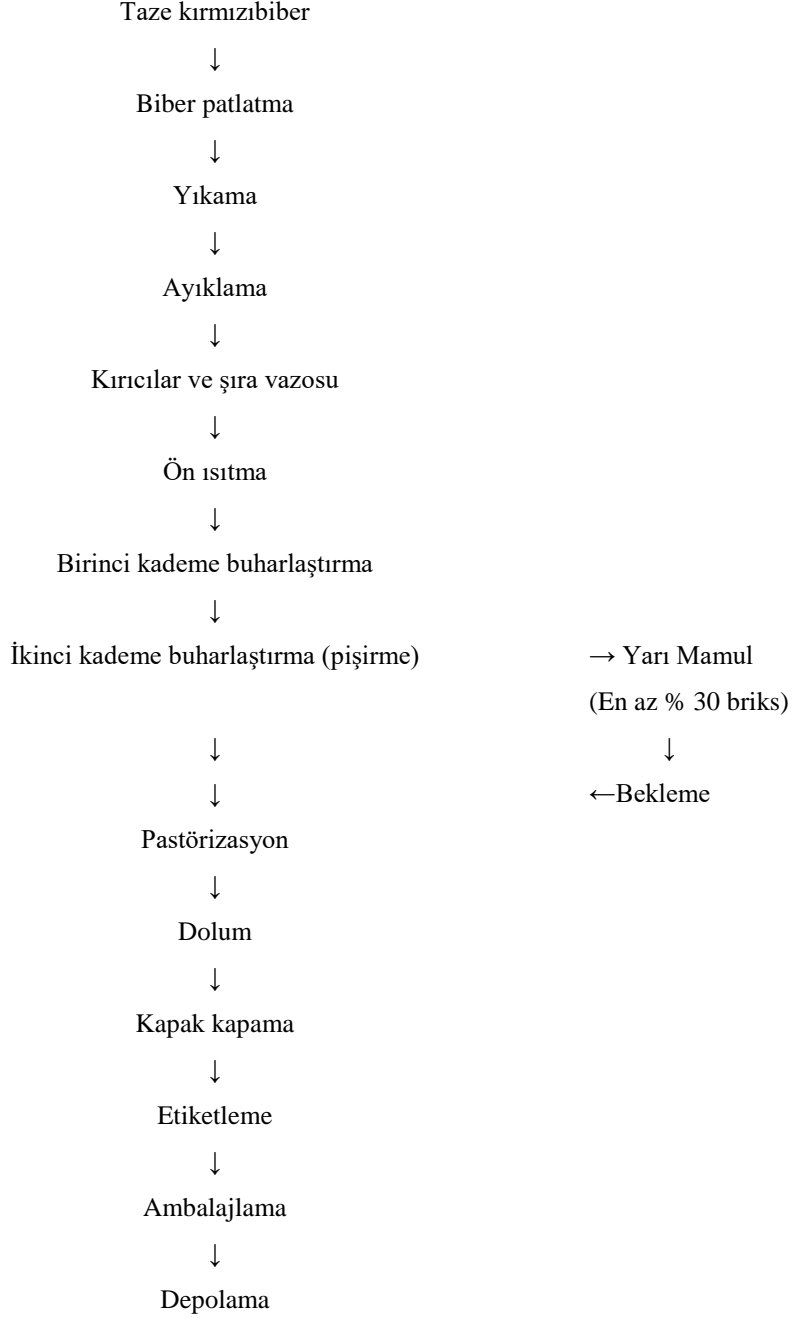 Taze kırmızıbiber
↓
Biber patlatma
↓
Yıkama
↓
Ayıklama
↓
Kırıcılar ve şıra vazosu
↓
Ön ısıtma
↓
Birinci kademe buharlaştırma
↓
İkinci kademe buharlaştırma (pişirme) → Yarı Mamul
(En az % 30 briks)
↓ ↓
↓ ←Bekleme
Pastörizasyon
↓
Dolum
↓
Kapak kapama
↓
Etiketleme
↓
Ambalajlama
↓
Depolama